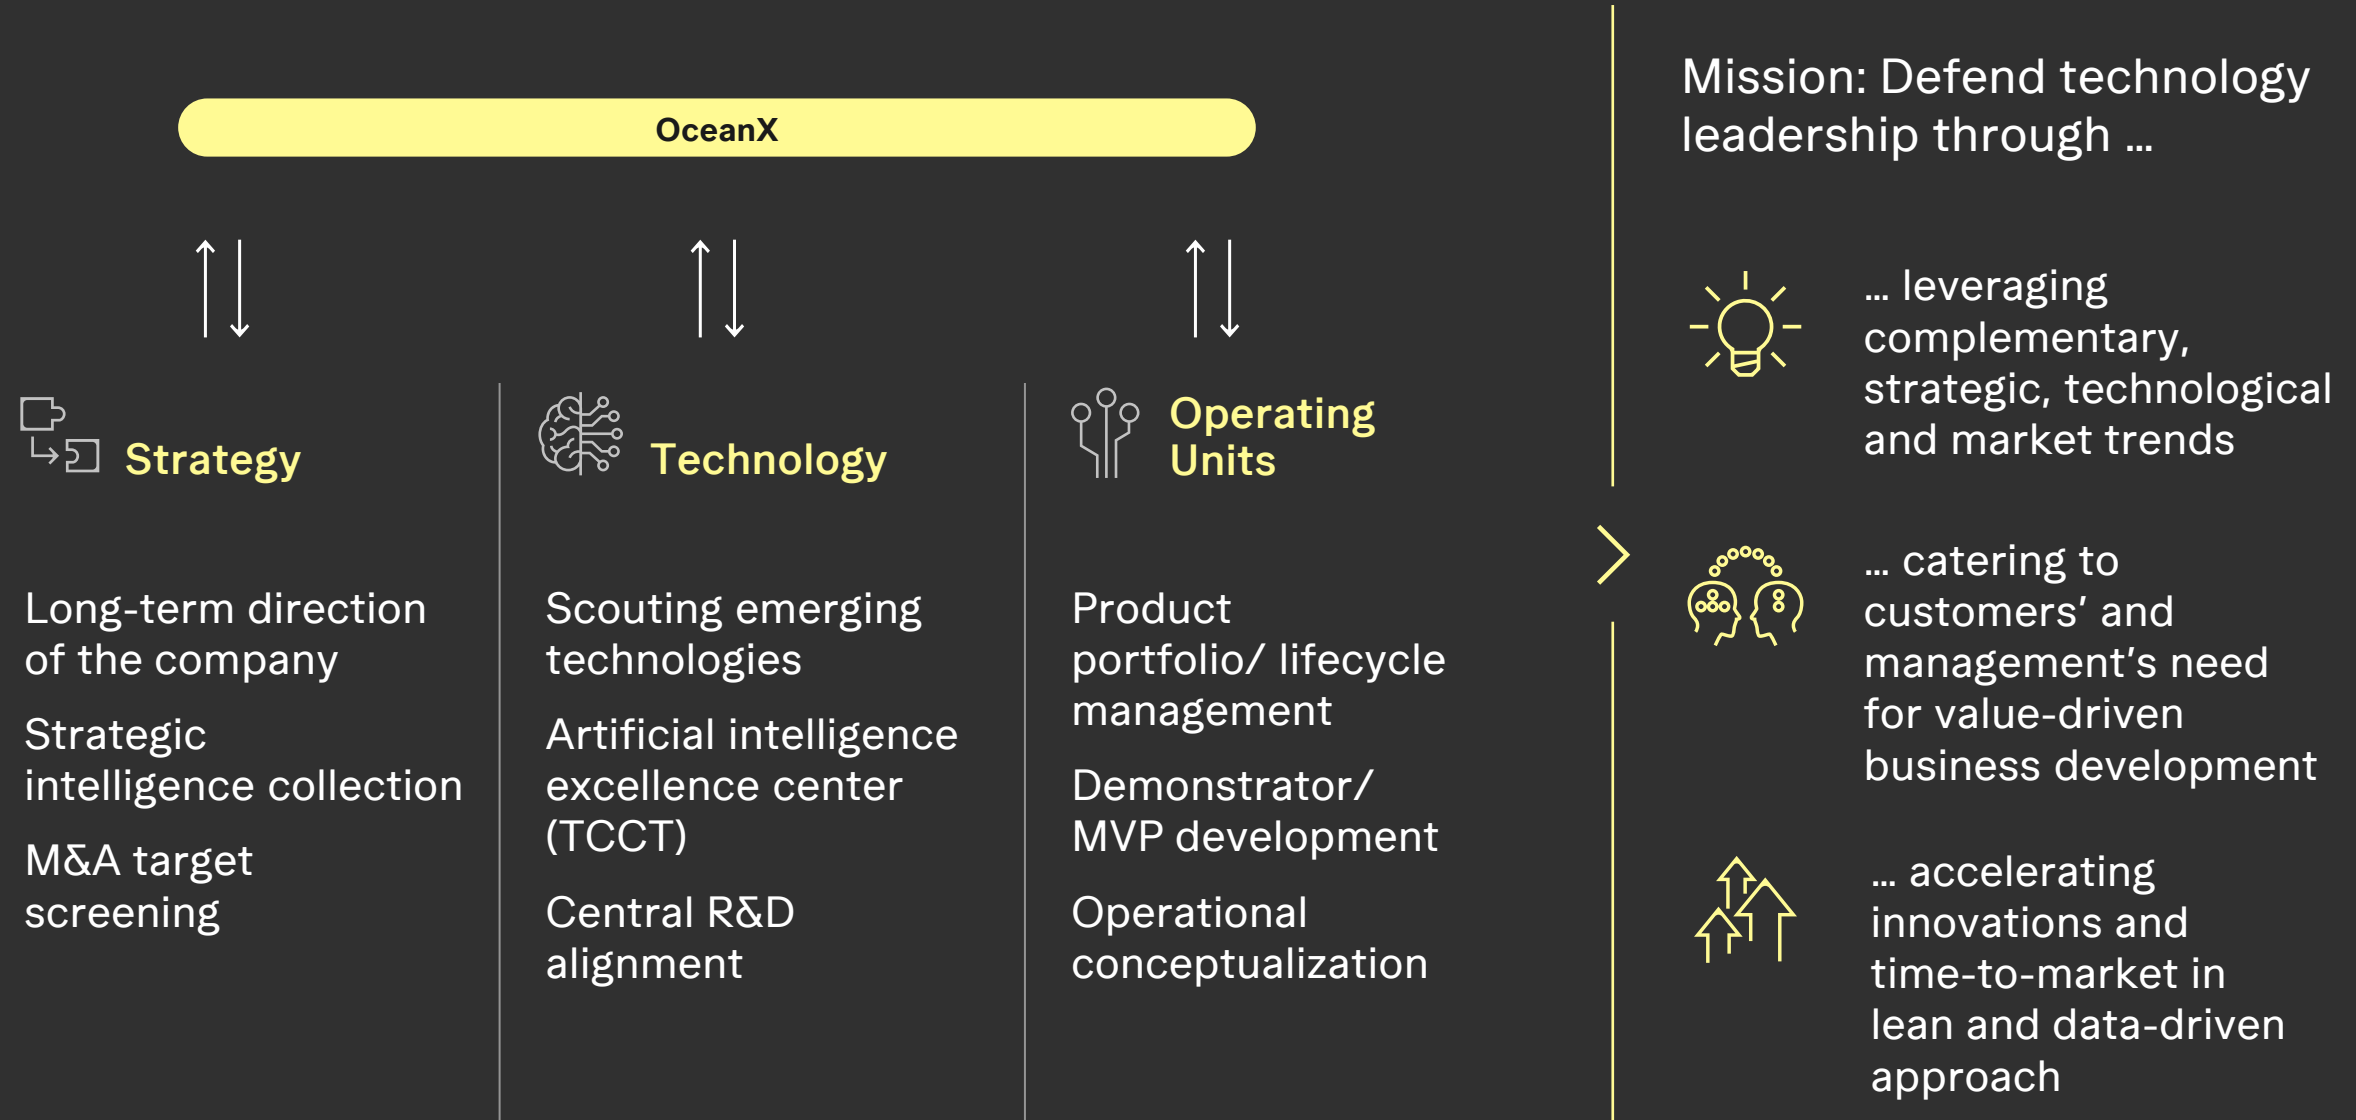 OceanX
Strategy
Long-term direction
of the company
Strategic
intelligence collection
M&A target
screening
Technology
Scouting emerging
technologies
Artificial intelligence
excellence center
(TCCT)
Central R&D
alignment
Operating
Units
Product
portfolio/ lifecycle
management
Demonstrator/
MVP development
Operational
conceptualization
Mission: Defend technology
leadership through ...
... leveraging
complementary,
strategic, technological
and market trends
... catering to
customers’ and
management’s need
for value-driven
business development
... accelerating
innovations and
time-to-market in
lean and data-driven
approach